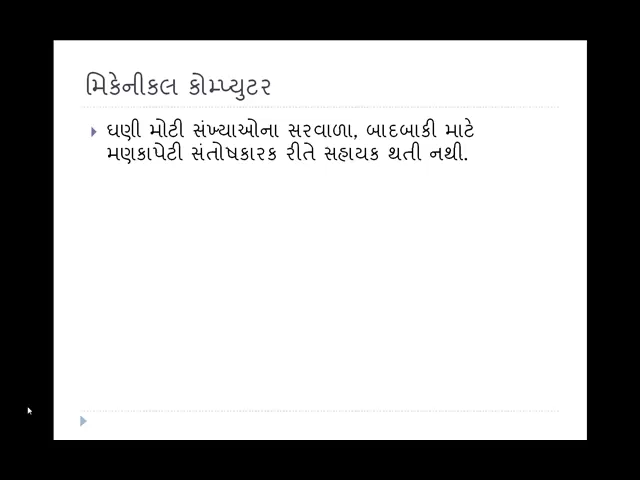 મિકેનીકલ કોમ્પ્યુટર
ઘણી મોટી સંખ્યાઓના સરવાળા, બાદબાકી માટે
મણકાપેટી સંતોષકારક રીતે સહાયક થતી નથી.